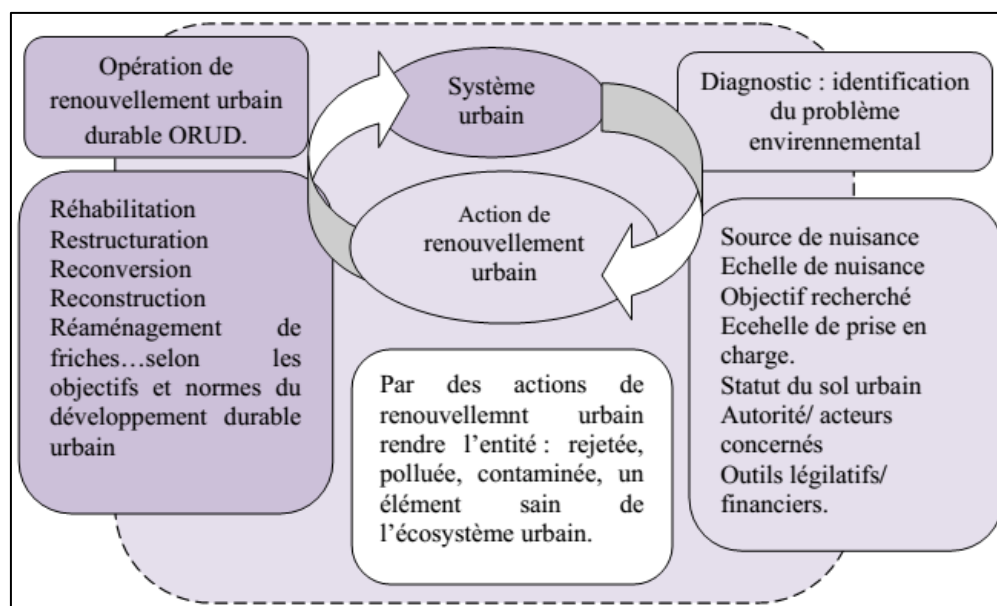 Opération de
renouvellement urbain
durable ORUD.
Réhabilitation
Restructuration
Reconversion
Reconstruction
Réaménagement de
friches…selon les
objectifs et normes du
développement durable
urbain
Système
urbain
Action de
renouvellement
urbain
Par des actions de
renouvellemnt urbain
rendre l’entité : rejetée,
polluée, contaminée, un
élément sain de
l’écosystème urbain.
Diagnostic : identification
du problème
envirennemental
Source de nuisance
Echelle de nuisance
Objectif recherché
Ecehelle de prise en
charge.
Statut du sol urbain
Autorité/ acteurs
concernés
Outils législatifs/
financiers.